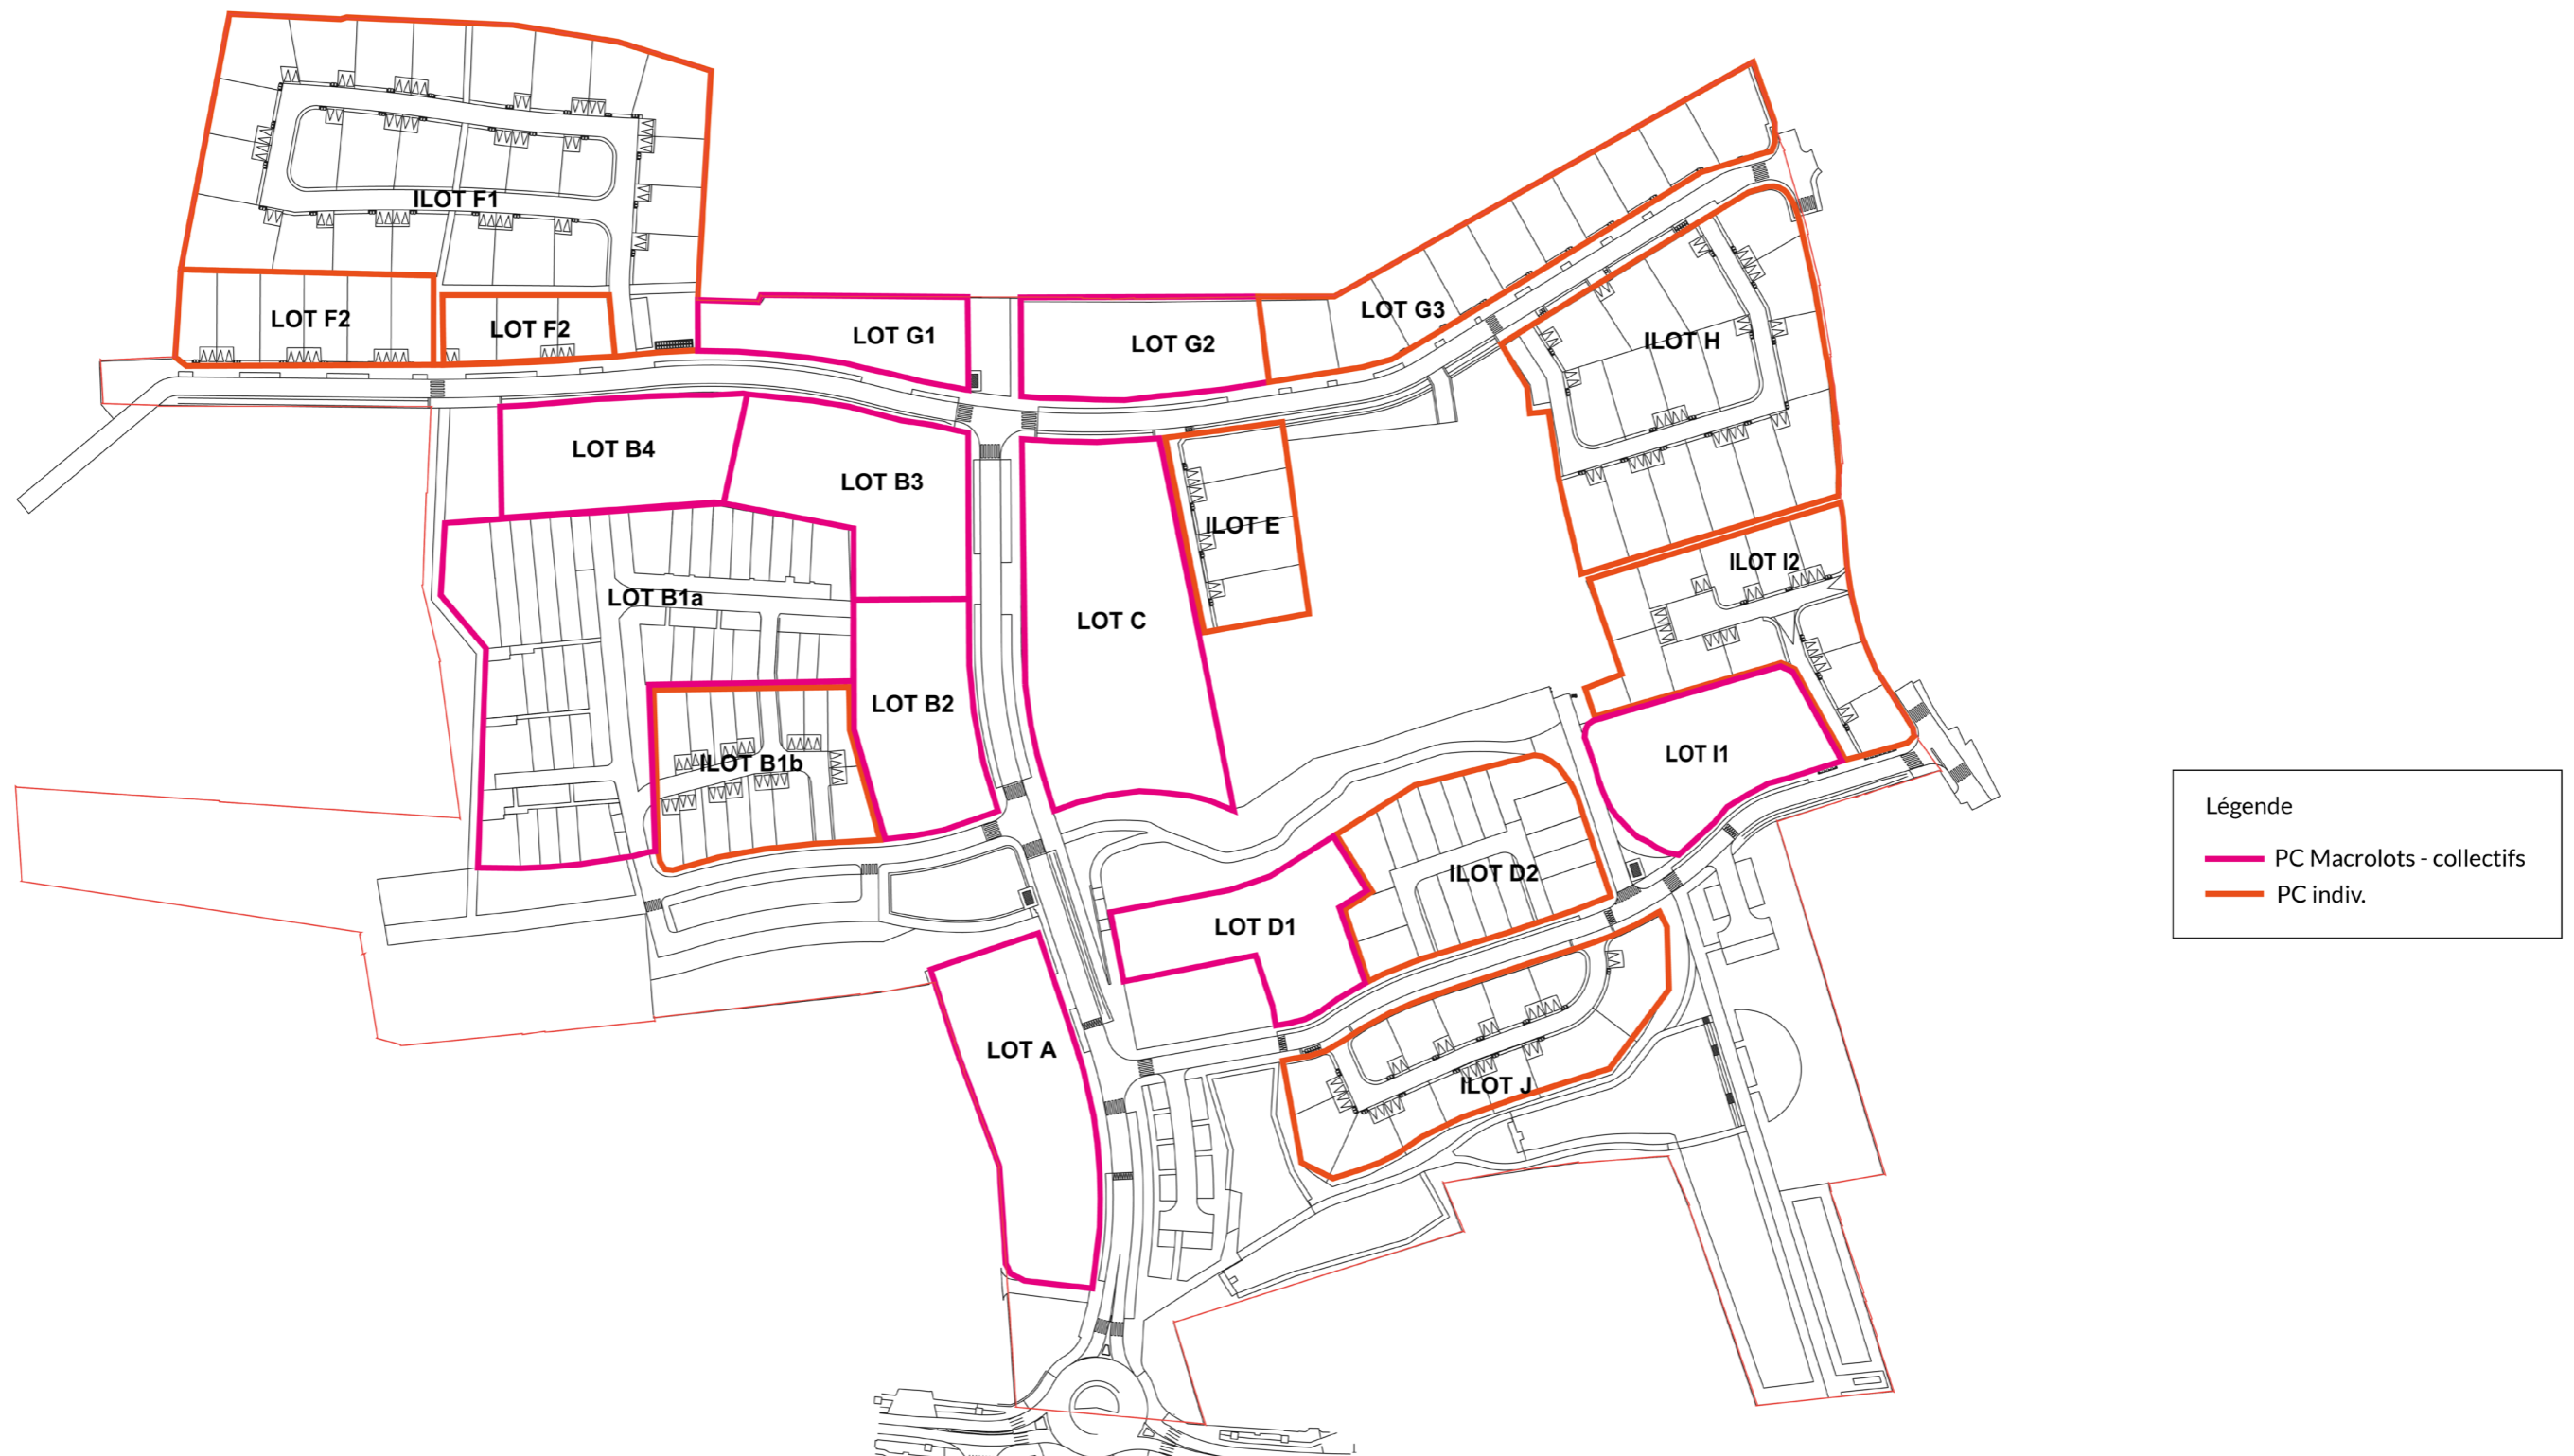 ILOT F1
LOT F2
LOT F2
LOT G1
LOT G2
LOT G3
ILOT H
LOT B4
LOT B3
ILOT E
ILOT I2
LOT B1a
LOT C
LOT B2
ILOT B1b
LOT I1
ILOT D2
LOT D1
LOT A
ILOT J
Légende
PC Macrolots - collectifs
PC indiv.